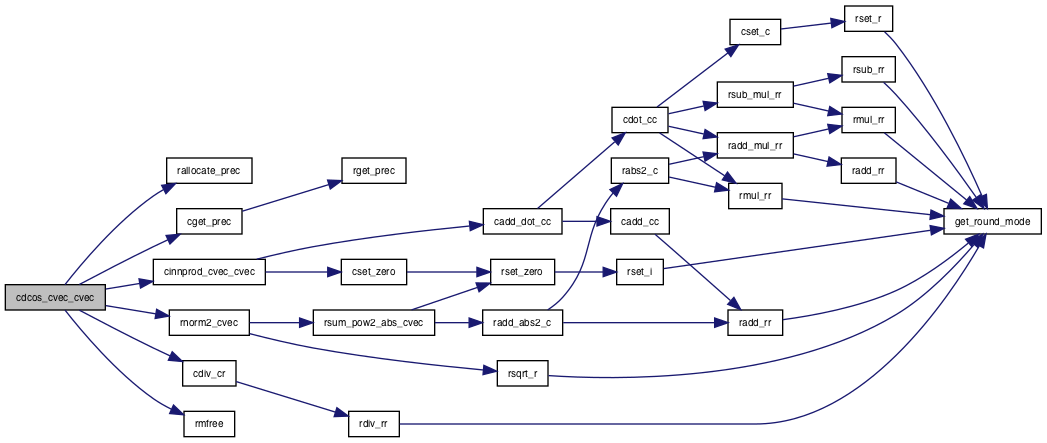 cdcos_cvec_cvec
rallocate_prec
cget_prec
cinnprod_cvec_cvec
rnorm2_cvec
cdiv_cr
rmfree
rget_prec
cset_zero
rsum_pow2_abs_cvec
rdiv_rr
cadd_dot_cc
rset_zero
radd_abs2_c
rsqrt_r
cdot_cc
rabs2_c
cadd_cc
rset_i
cset_c
rsub_mul_rr
radd_mul_rr
rmul_rr
radd_rr
rset_r
rsub_rr
rmul_rr
radd_rr
get_round_mode